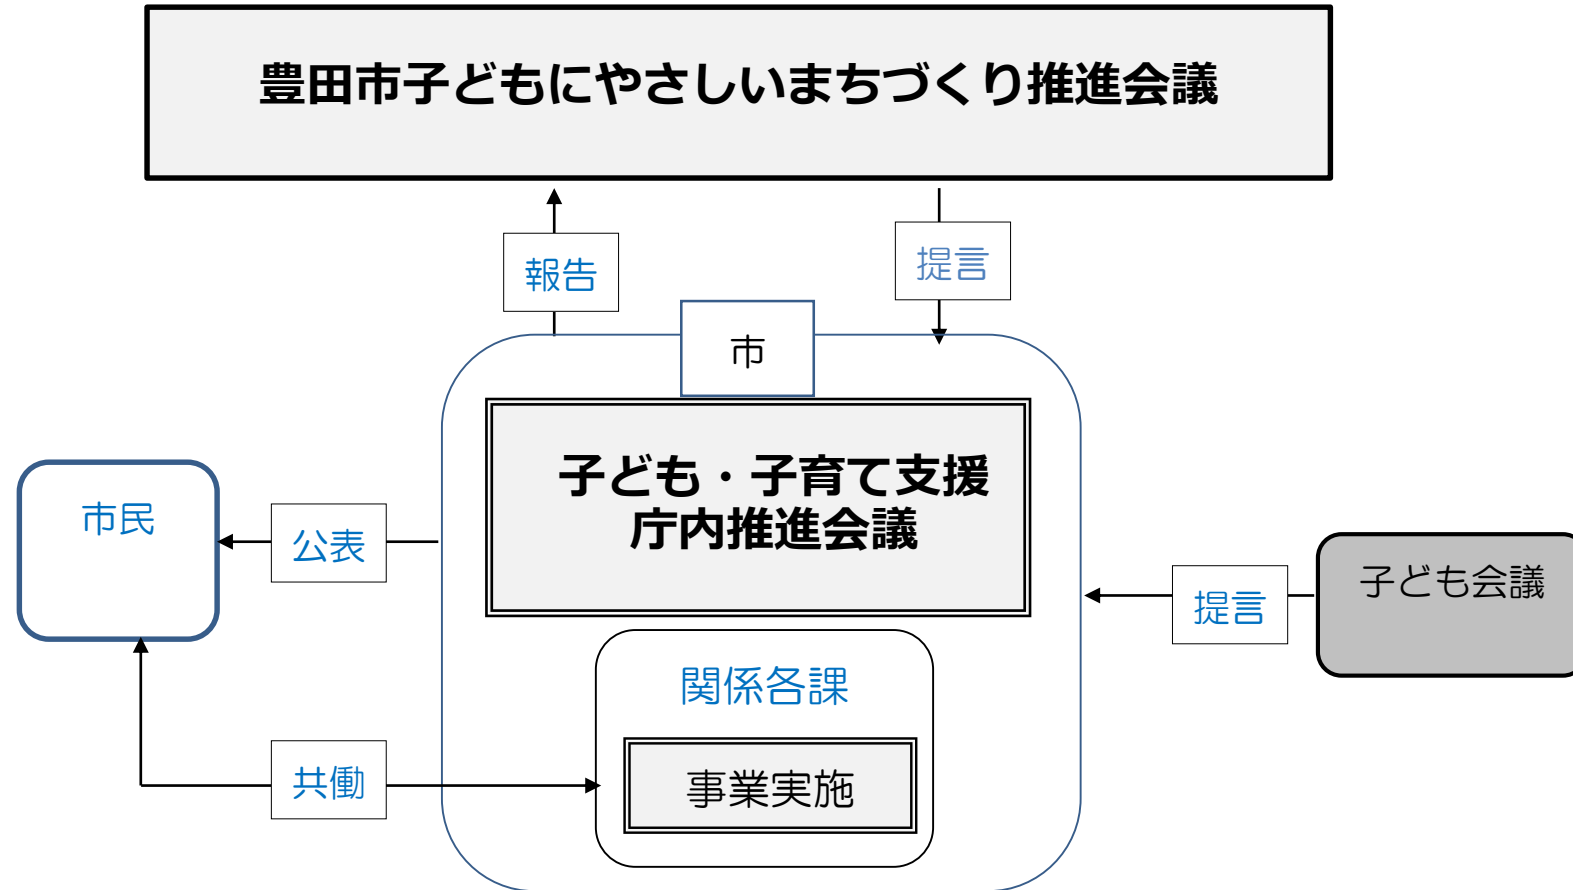 豊田市子どもにやさしいまちづくり推進会議
報告
提言
市
子ども・子育て支援
庁内推進会議
市民
公表
提言
子ども会議
関係各課
共働
事業実施